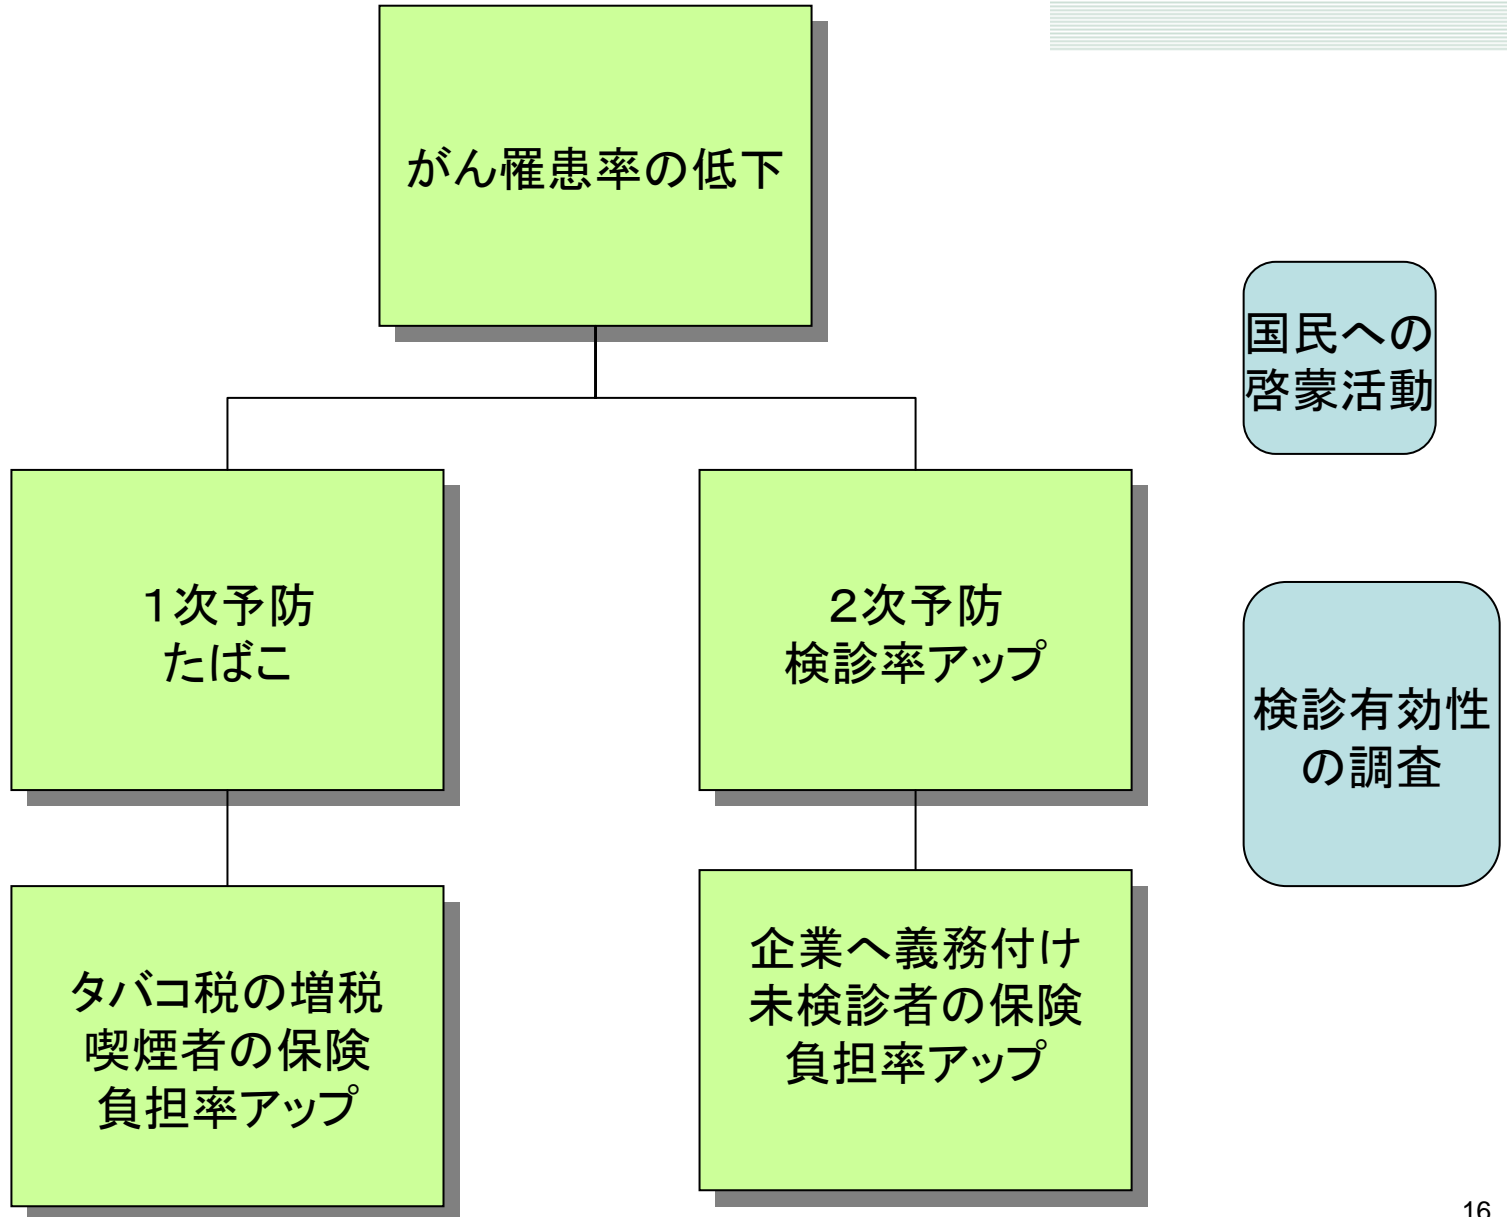 がん罹患率の低下
国民への
啓蒙活動
１次予防
たばこ
２次予防
検診率アップ
検診有効性
の調査
タバコ税の増税
喫煙者の保険
負担率アップ
企業へ義務付け
未検診者の保険
負担率アップ
16